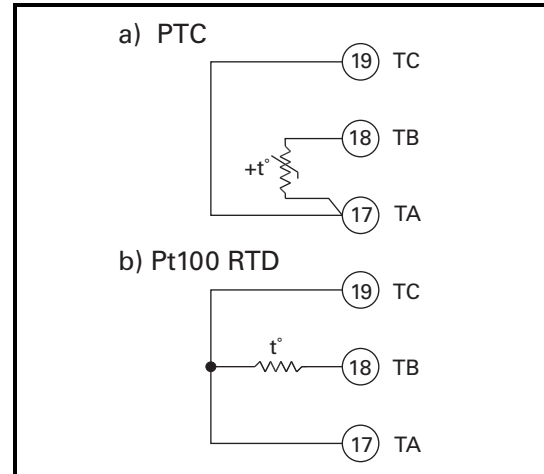 a) PTC
19 TC
18 TB
+t°
17 TA
b) Pt100 RTD
19 TC
t°
18 TB
17 TA